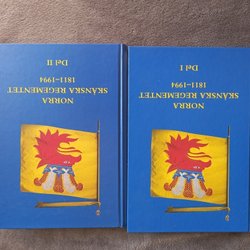 NORRA
SKÅNSKA REGEMENTET
1811–1994
Del I
NORRA
SKÅNSKA REGEMENTET
1811–1994
Del II